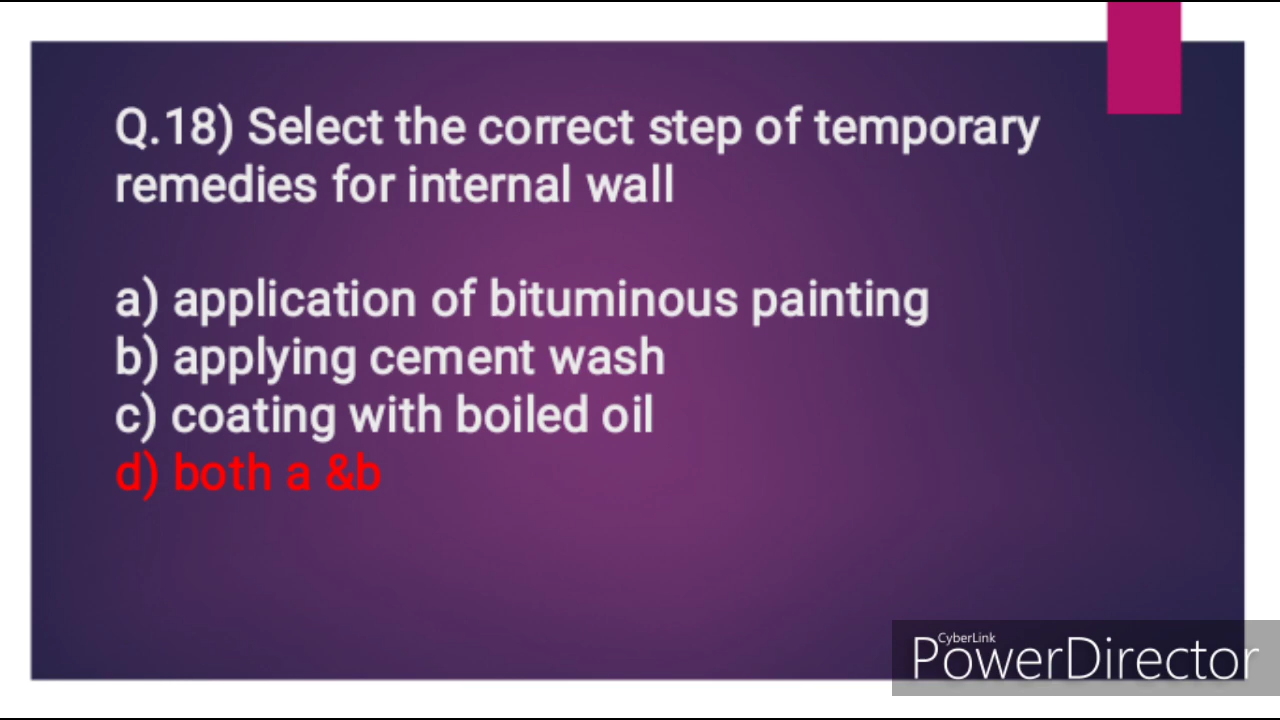 Q.18) Select the correct step of temporary
remedies for internal wall
a) application of bituminous painting
b) applying cement wash
c) coating with boiled oil
d) both a &b
CyberLink
PowerDirector